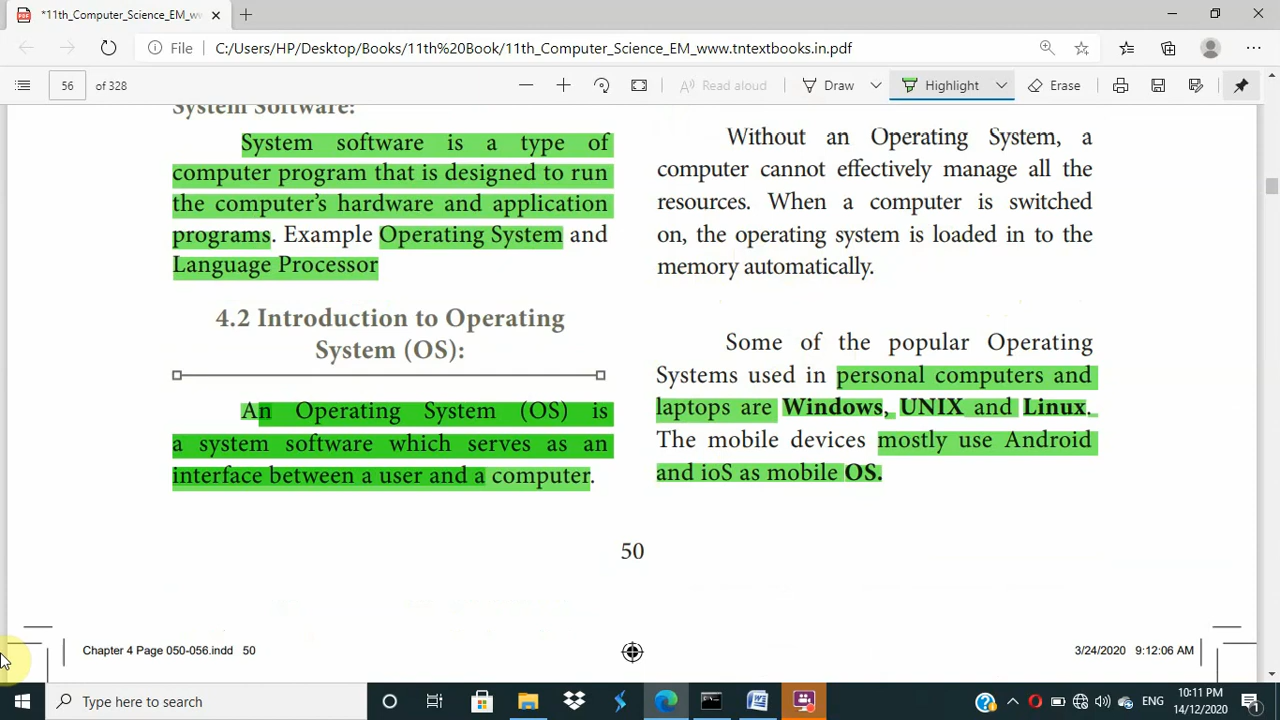 *11th_Computer_Science_EM_w
File C:/Users/HP/Desktop/Books/11th%20Book/11th_Computer_Science_EM_www.tntextbooks.in.pdf
56 of 328 Read aloud Draw Highlight Erase
System Software:
System software is a type of
computer program that is designed to run
the computer's hardware and application
programs. Example Operating System and
Language Processor
4.2 Introduction to Operating
System (OS):
An Operating System (OS) is
a system software which serves as an
interface between a user and a computer.
Without an Operating System, a
computer cannot effectively manage all the
resources. When a computer is switched
on, the operating system is loaded in to the
memory automatically.
Some of the popular Operating
Systems used in personal computers and
laptops are Windows, UNIX and Linux.
The mobile devices mostly use Android
and ioS as mobile OS.
50
Chapter 4 Page 050-056.indd 50
3/24/2020 9:12:06 AM
Type here to search
ENG
10:11 PM
14/12/2020
1